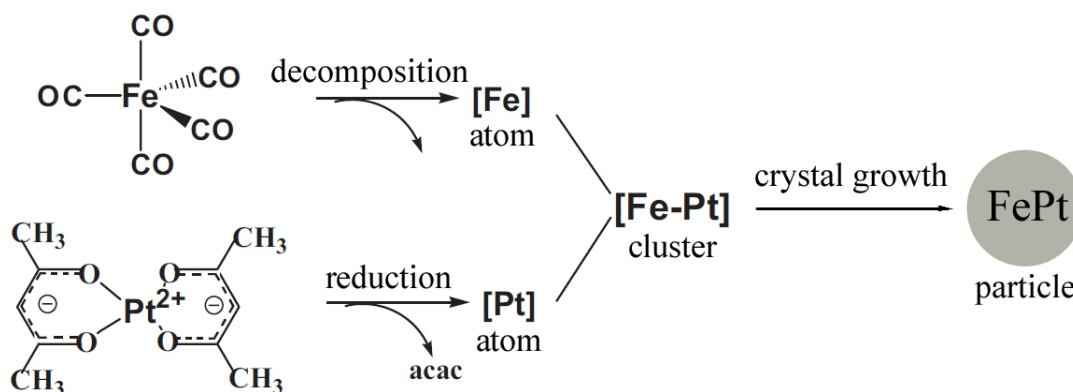 CO
decomposition
OC Fe CO
CO
CO
[Fe]
atom
[Fe-Pt]
cluster
crystal growth
FePt
particle
CH3
CH3
O O
Pt2+
O O
CH3
CH3
reduction
acac
[Pt]
atom